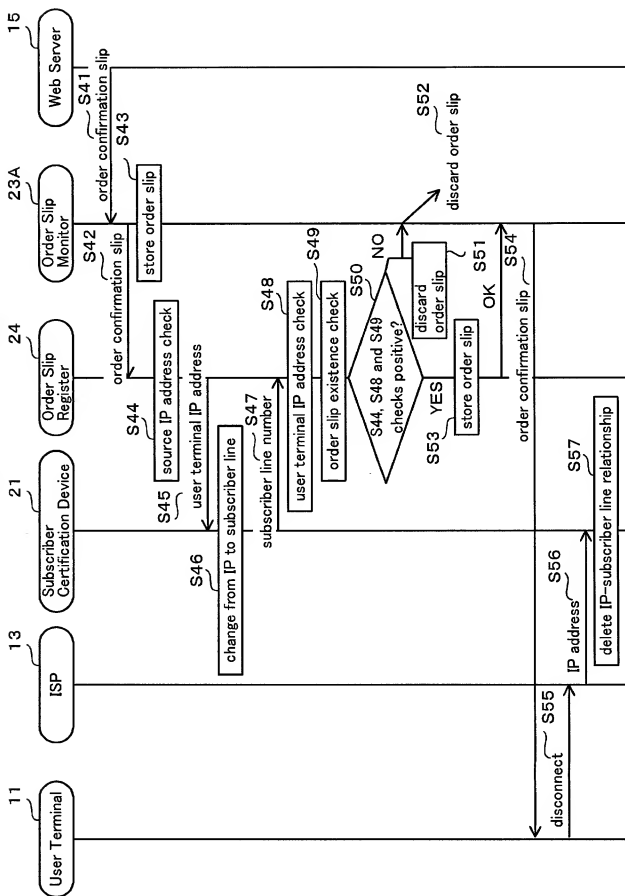 11
User Terminal
13
ISP
21
Subscriber
Certification Device
24
Order Slip
Register
23A
Order Slip
Monitor
15
Web Server
S41
order confirmation slip
S42
order confirmation slip
S43
store order slip
S44
source IP address check
S45
user terminal IP address
S46
change from IP to subscriber line
S47
subscriber line number
S48
user terminal IP address check
S49
order slip existence check
S50
S44, S48 and S49
checks positive?
NO
S51
discard
order slip
S52
discard order slip
YES
S53
store order slip
OK
S54
order confirmation slip
S55
disconnect
S56
IP address
S57
delete IP-subscriber line relationship